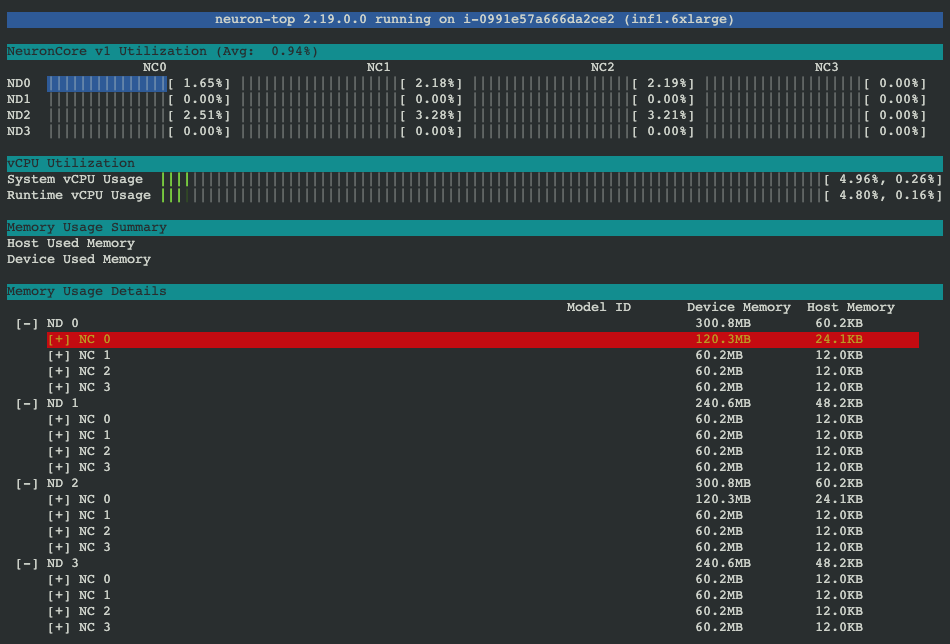 neuron-top 2.19.0.0 running on i-0991e57a666da2ce2 (inf1.6xlarge)
NeuronCore v1 Utilization (Avg:  0.94%)
NC0 NC1 NC2 NC3
ND0 [ 1.65%] [ 2.18%] [ 2.19%] [ 0.00%]
ND1 [ 0.00%] [ 0.00%] [ 0.00%] [ 0.00%]
ND2 [ 2.51%] [ 3.28%] [ 3.21%] [ 0.00%]
ND3 [ 0.00%] [ 0.00%] [ 0.00%] [ 0.00%]
vCPU Utilization
System vCPU Usage [ 4.96%, 0.26%]
Runtime vCPU Usage [ 4.80%, 0.16%]
Memory Usage Summary
Host Used Memory
Device Used Memory
Memory Usage Details
Model ID Device Memory Host Memory
[-] ND 0 300.8MB 60.2KB
[+] NC 0 120.3MB 24.1KB
[+] NC 1 60.2MB 12.0KB
[+] NC 2 60.2MB 12.0KB
[+] NC 3 60.2MB 12.0KB
[-] ND 1 240.6MB 48.2KB
[+] NC 0 60.2MB 12.0KB
[+] NC 1 60.2MB 12.0KB
[+] NC 2 60.2MB 12.0KB
[+] NC 3 60.2MB 12.0KB
[-] ND 2 300.8MB 60.2KB
[+] NC 0 120.3MB 24.1KB
[+] NC 1 60.2MB 12.0KB
[+] NC 2 60.2MB 12.0KB
[+] NC 3 60.2MB 12.0KB
[-] ND 3 240.6MB 48.2KB
[+] NC 0 60.2MB 12.0KB
[+] NC 1 60.2MB 12.0KB
[+] NC 2 60.2MB 12.0KB
[+] NC 3 60.2MB 12.0KB